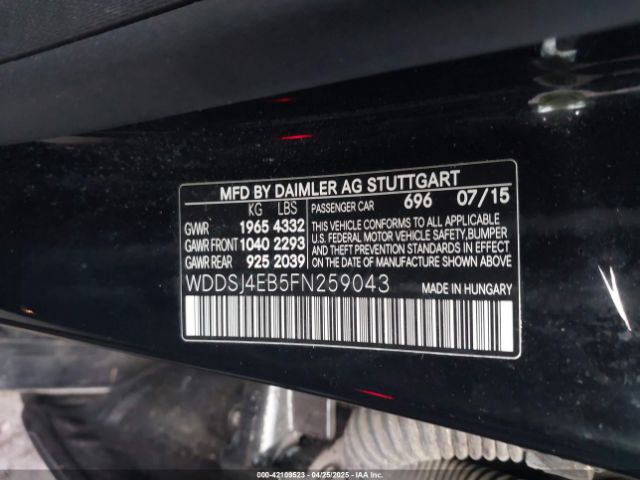 MFD BY DAIMLER AG STUTTGART
KG LBS PASSENGER CAR 696 07/15
GVWR 1965 4332
GAWR FRONT 1040 2293
GAWR REAR 925 2039
THIS VEHICLE CONFORMS TO ALL APPLICABLE
U.S. FEDERAL MOTOR VEHICLE SAFETY,BUMPER
AND THEFT PREVENTION STANDARDS IN EFFECT
ON THE DATE OF MANUFACTURE SHOWN ABOVE.
WDDSJ4EB5FN259043 MADE IN HUNGARY
000-42109523 - 04/25/2025 - IAA Inc.